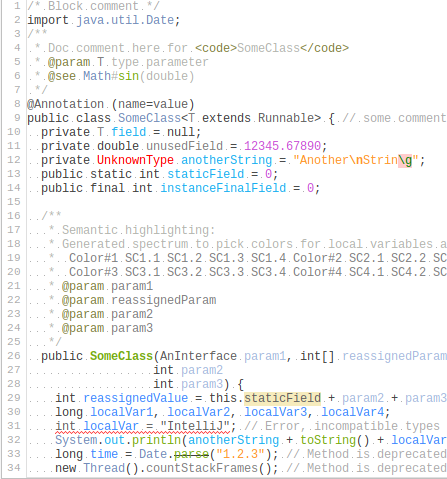 1 /* Block comment */
2 import java.util.Date;
3 /**
4 * Doc comment here for <code>SomeClass</code>
5 * @param T type parameter
6 * @see Math#sin(double)
7 */
8 @Annotation (name=value)
9 public class SomeClass<T extends Runnable> { // some comment
10 private T field = null;
11 private double unusedField = 12345.67890;
12 private UnknownType anotherString = "Another\nStrin\g";
13 public static int staticField = 0;
14 public final int instanceFinalField = 0;
15
16 /**
17 * Semantic highlighting:
18 * Generated spectrum to pick colors for local variables a
19 * Color#1 SC1.1 SC1.2 SC1.3 SC1.4 Color#2 SC2.1 SC2.2 SC
20 * Color#3 SC3.1 SC3.2 SC3.3 SC3.4 Color#4 SC4.1 SC4.2 SC
21 * @param param1
22 * @param reassignedParam
23 * @param param2
24 * @param param3
25 */
26 public SomeClass(AnInterface param1, int[] reassignedParam
27 int param2
28 int param3) {
29 int reassignedValue = this.staticField + param2 + param3
30 long localVar1, localVar2, localVar3, localVar4;
31 int localVar = "IntelliJ"; // Error, incompatible types
32 System.out.println(anotherString + toString() + localVar
33 long time = Date.parse("1.2.3"); // Method is deprecated
34 new Thread().countStackFrames(); // Method is deprecated